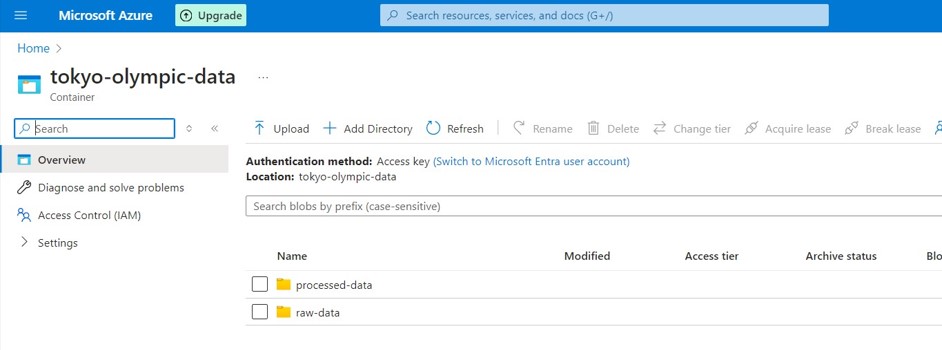 Microsoft Azure Upgrade Search resources, services, and docs (G+/)
Home >
tokyo-olympic-data ...
Container
Search
Upload Add Directory Refresh Rename Delete Change tier Acquire lease Break lease
Overview
Diagnose and solve problems
Access Control (IAM)
Settings
Authentication method: Access key (Switch to Microsoft Entra user account)
Location: tokyo-olympic-data
Search blobs by prefix (case-sensitive)
Name Modified Access tier Archive status Blo
processed-data
raw-data